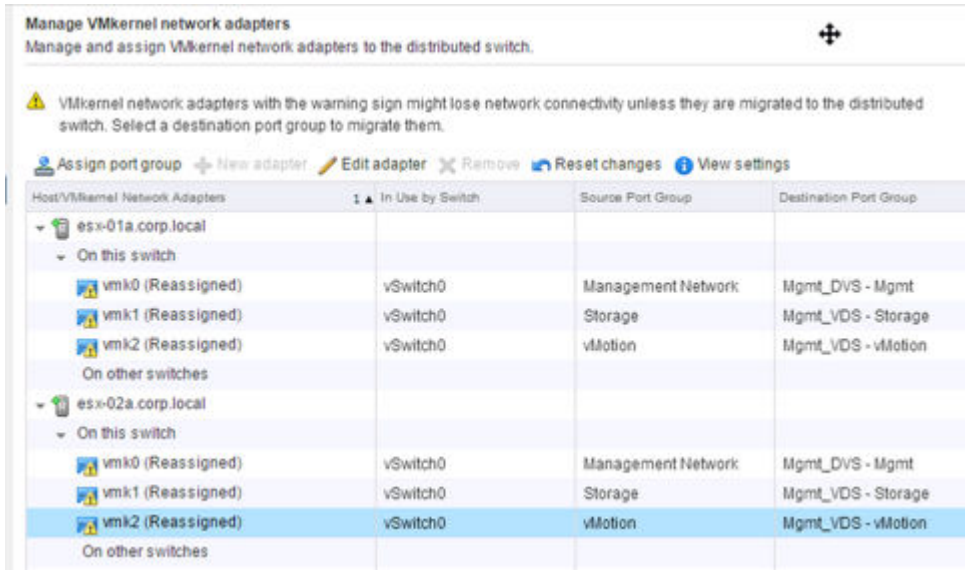 Manage VMkernel network adapters
Manage and assign VMkernel network adapters to the distributed switch.
VMkernel network adapters with the warning sign might lose network connectivity unless they are migrated to the distributed
switch. Select a destination port group to migrate them.
Assign port group New adapter Edit adapter Remove Reset changes View settings
Host/VMkernel Network Adapters 1 ▲ In Use by Switch Source Port Group Destination Port Group
esx-01a.corp.local
On this switch
vmk0 (Reassigned) vSwitch0 Management Network Mgmt_DVS - Mgmt
vmk1 (Reassigned) vSwitch0 Storage Mgmt_VDS - Storage
vmk2 (Reassigned) vSwitch0 vMotion Mgmt_VDS - vMotion
On other switches
esx-02a.corp.local
On this switch
vmk0 (Reassigned) vSwitch0 Management Network Mgmt_DVS - Mgmt
vmk1 (Reassigned) vSwitch0 Storage Mgmt_VDS - Storage
vmk2 (Reassigned) vSwitch0 vMotion Mgmt_VDS - vMotion
On other switches